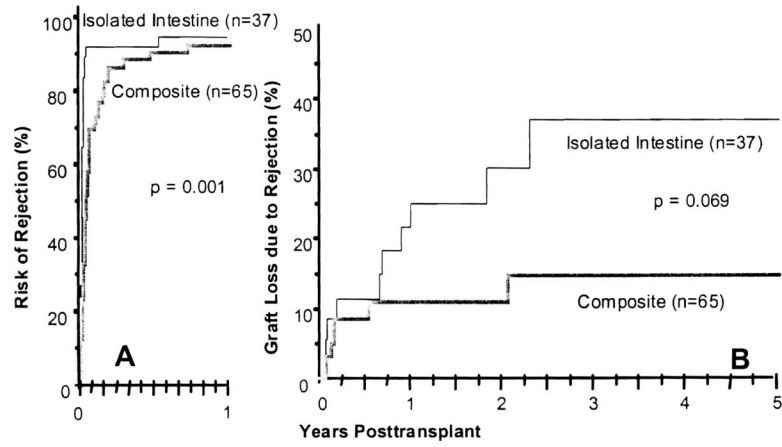 Risk of Rejection (%)
100
80
60
40
20
0
Isolated Intestine (n=37)
Composite (n=65)
p = 0.001
A
0 1
Graft Loss due to Rejection (%)
50
40
30
20
10
0
Isolated Intestine (n=37)
p = 0.069
Composite (n=65)
B
0 1 2 3 4 5
Years Posttransplant